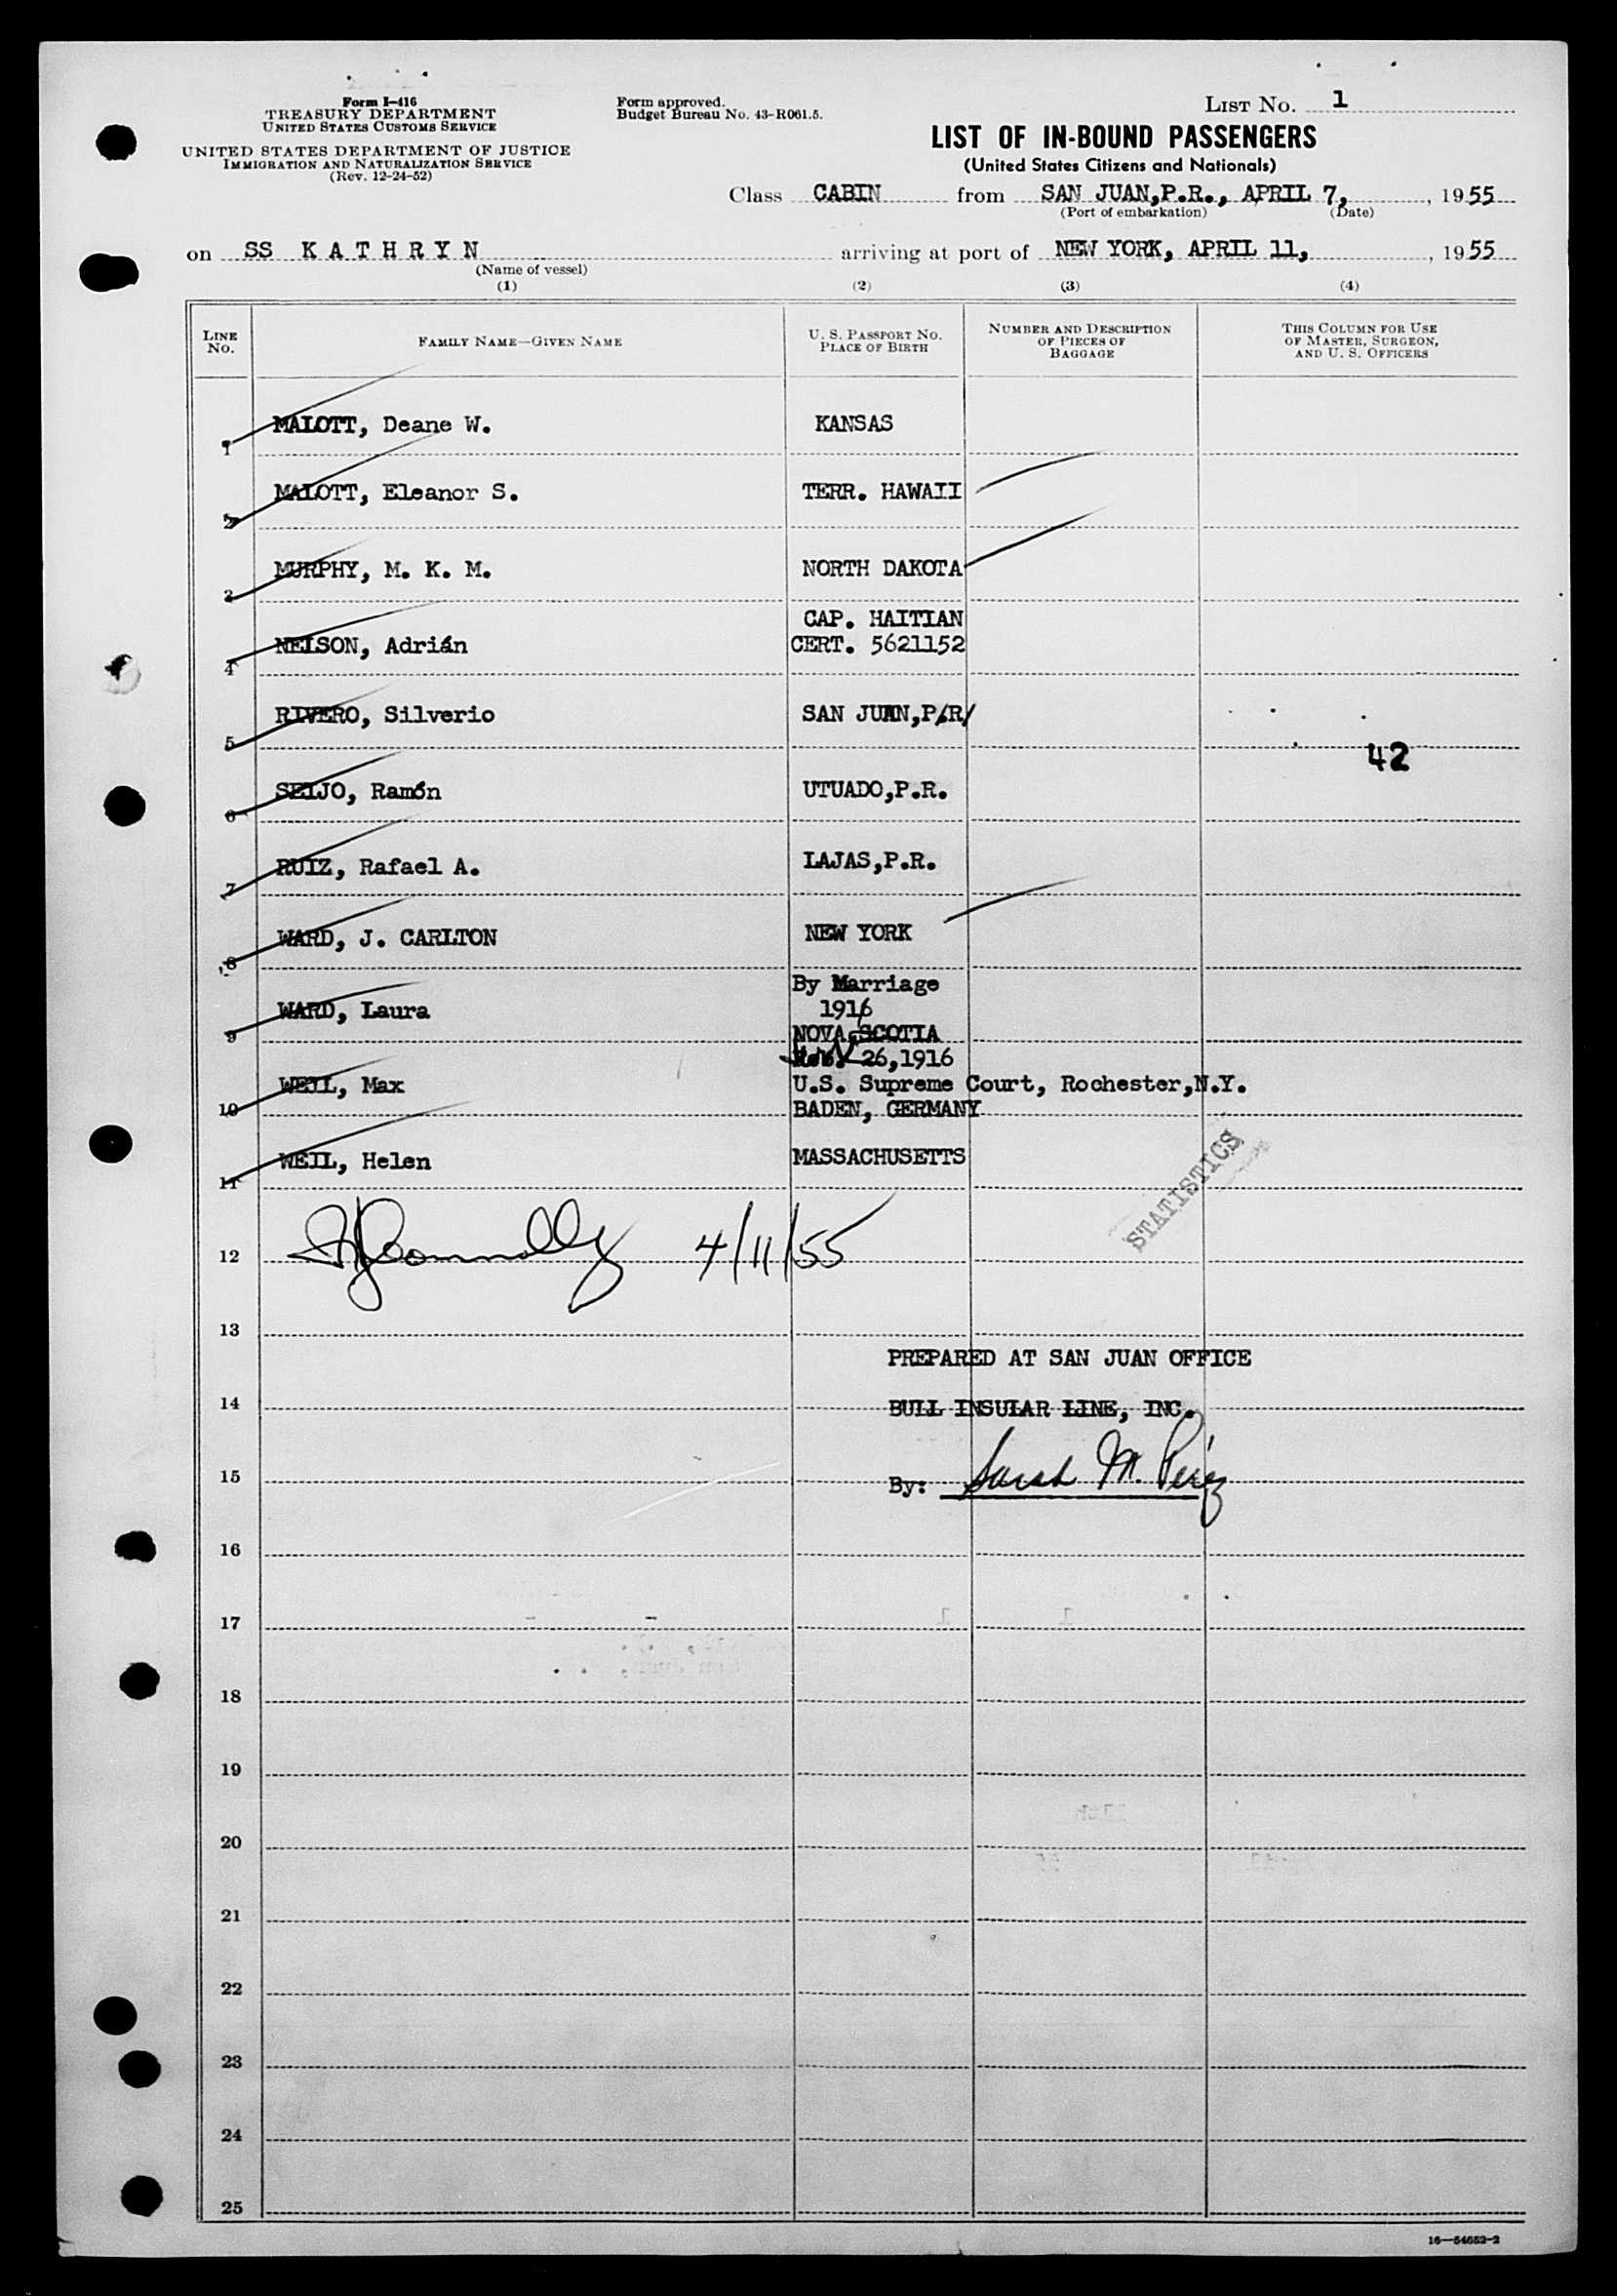 Form I-416
TREASURY DEPARTMENT
UNITED STATES CUSTOMS SERVICE
UNITED STATES DEPARTMENT OF JUSTICE
IMMIGRATION AND NATURALIZATION SERVICE
(Rev. 12-24-52)
Form approved.
Budget Bureau No. 43-R061.5.
LIST No. 1
LIST OF IN-BOUND PASSENGERS
(United States Citizens and Nationals)
Class CABIN from SAN JUAN,P.R., APRIL 7, , 1955
(Port of embarkation) (Date)
on SS K A T H R Y N arriving at port of NEW YORK, APRIL 11, , 1955
(Name of vessel)
(1) (2) (3) (4)
LINE No. FAMILY NAME—GIVEN NAME U. S. PASSPORT No. PLACE OF BIRTH NUMBER AND DESCRIPTION OF PIECES OF BAGGAGE THIS COLUMN FOR USE OF MASTER, SURGEON, AND U. S. OFFICERS
1 MALOTT, Deane W. KANSAS
2 MALOTT, Eleanor S. TERR. HAWAII
3 MURPHY, M. K. M. NORTH DAKOTA
CAP. HAITIAN
4 NELSON, Adrián CERT. 5621152
5 RIVERO, Silverio SAN JUAN,P/R/
42
6 SEIJO, Ramón UTUADO,P.R.
7 RUIZ, Rafael A. LAJAS,P.R.
8 WARD, J. CARLTON NEW YORK
By Marriage
9 WARD, Laura 1916
NOVA SCOTIA
26,1916
10 WEIL, Max U.S. Supreme Court, Rochester,N.Y.
BADEN, GERMANY
11 WEIL, Helen MASSACHUSETTS
STATISTICS
12 Connolly 4/11/55
13
PREPARED AT SAN JUAN OFFICE
14 BULL INSULAR LINE, INC.
15 By: Sarah M. Pérez
16
17
18
19
20
21
22
23
24
25
16—54652-2